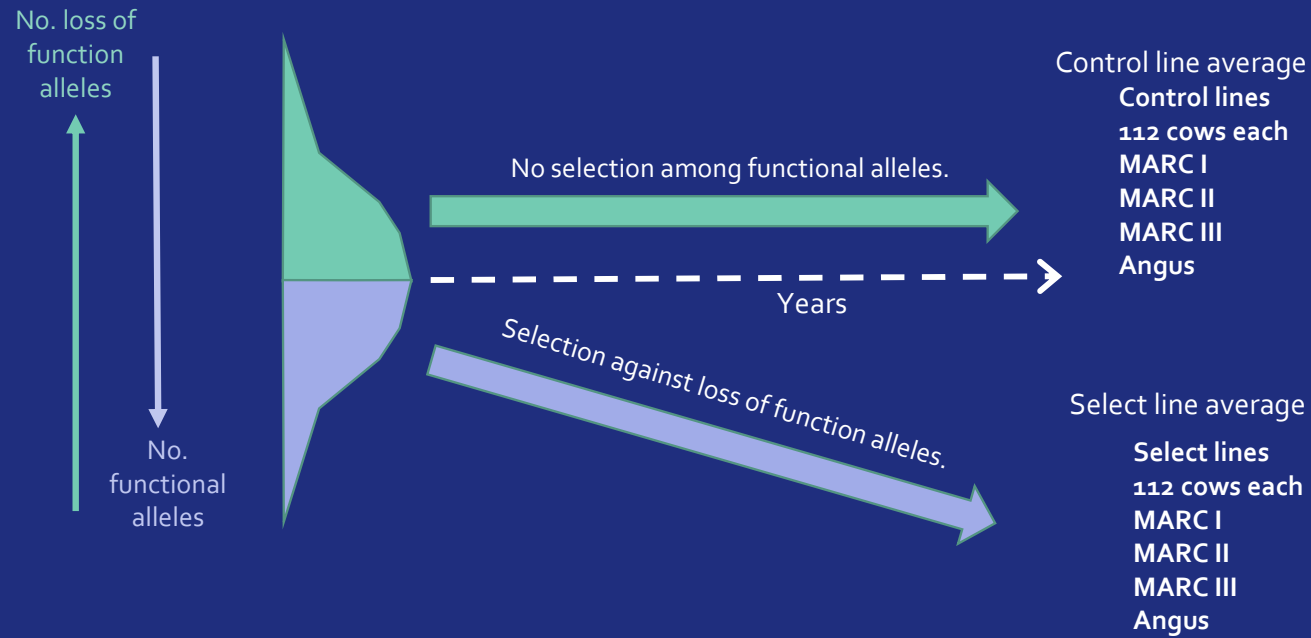 No. loss of
function
alleles
No.
functional
alleles
No selection among functional alleles.
Years
Selection against loss of function alleles.
Control line average
Control lines
112 cows each
MARC I
MARC II
MARC III
Angus
Select line average
Select lines
112 cows each
MARC I
MARC II
MARC III
Angus